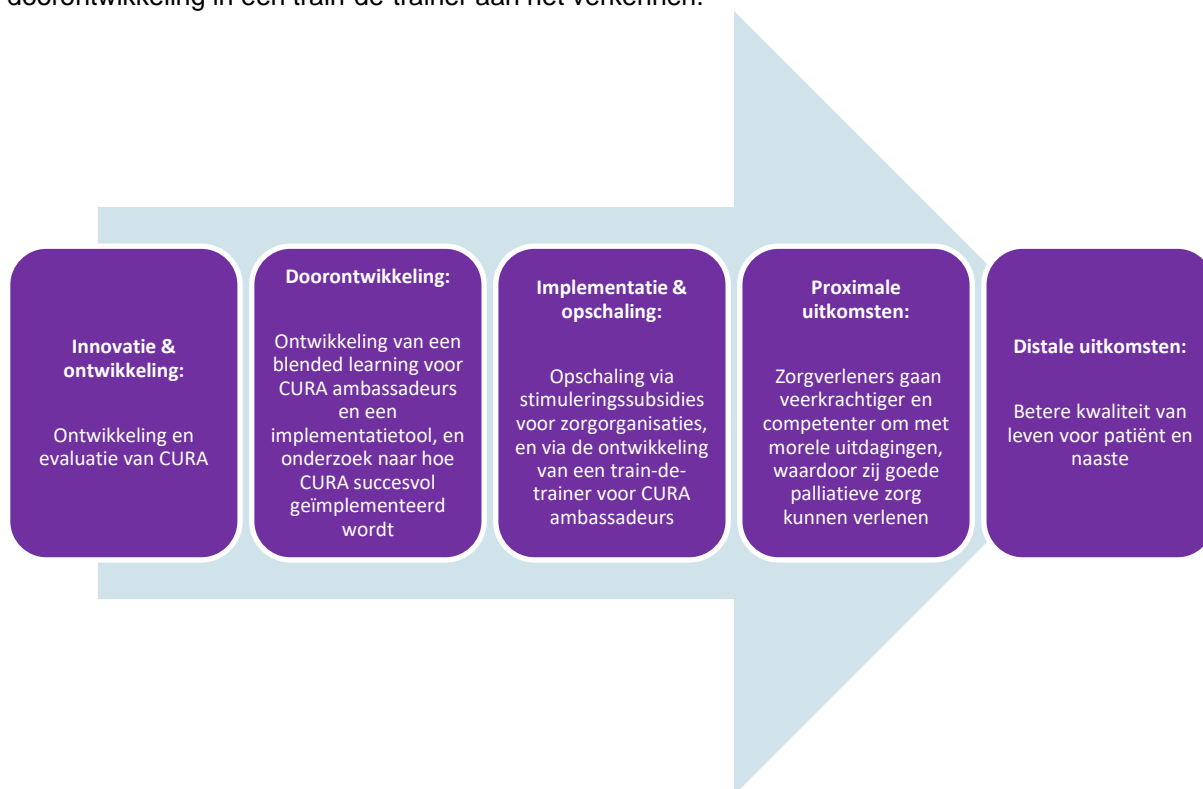 doorontwikkeling in een train-de-trainer aan het verkennen.
Innovatie &
ontwikkeling:
Ontwikkeling en
evaluatie van CURA
Doorontwikkeling:
Ontwikkeling van een
blended learning voor
CURA ambassadeurs
en een
implementatietool, en
onderzoek naar hoe
CURA succesvol
geïmplementeerd
wordt
Implementatie &
opschaling:
Opschaling via
stimuleringssubsidies
voor zorgorganisaties,
en via de ontwikkeling
van een train-de-
trainer voor CURA
ambassadeurs
Proximale
uitkomsten:
Zorgverleners gaan
veerkrachtiger en
competenter om met
morele uitdagingen,
waardoor zij goede
palliatieve zorg
kunnen verlenen
Distale uitkomsten:
Betere kwaliteit van
leven voor patiënt en
naaste